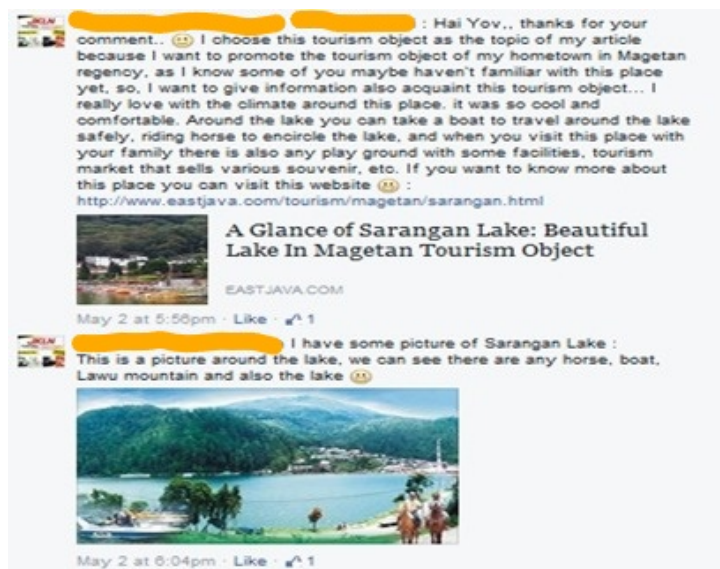 : Hai Yov,, thanks for your
comment.. I choose this tourism object as the topic of my article
because I want to promote the tourism object of my hometown in Magetan
regency, as I know some of you maybe haven't familiar with this place
yet, so, I want to give information also acquaint this tourism object... I
really love with the climate around this place. it was so cool and
comfortable. Around the lake you can take a boat to travel around the lake
safely, riding horse to encircle the lake, and when you visit this place with
your family there is also any play ground with some facilities, tourism
market that sells various souvenir, etc. If you want to know more about
this place you can visit this website :
http://www.eastjava.com/tourism/magetan/sarangan.html
A Glance of Sarangan Lake: Beautiful
Lake In Magetan Tourism Object
EASTJAVA.COM
May 2 at 5:56pm · Like · 1
I have some picture of Sarangan Lake :
This is a picture around the lake, we can see there are any horse, boat,
Lawu mountain and also the lake
May 2 at 6:04pm · Like · 1